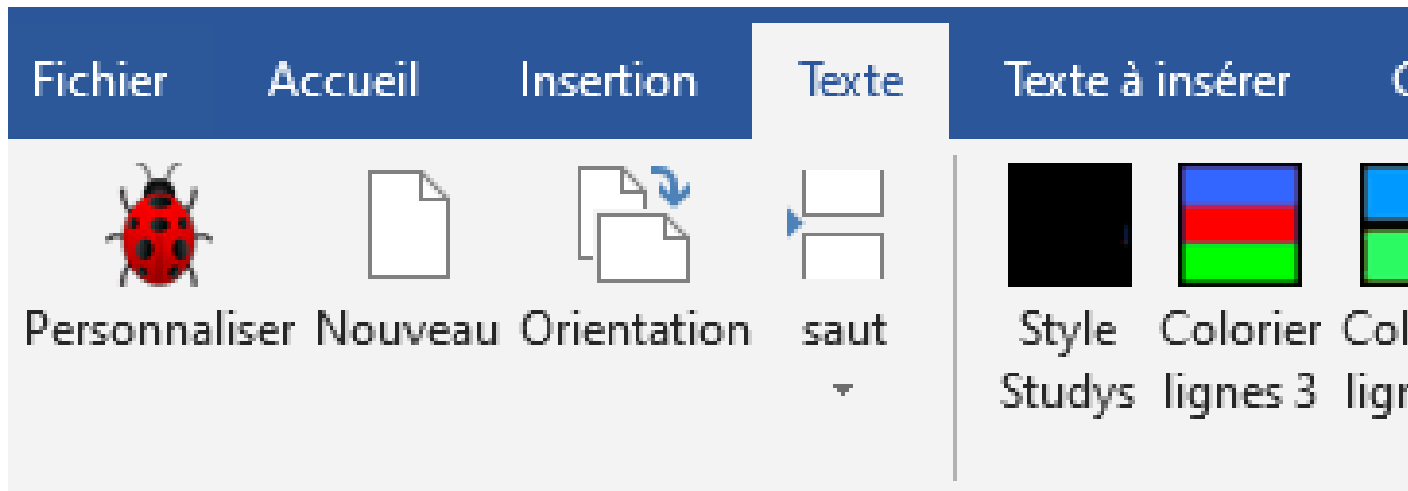 Fichier Accueil Insertion Texte Texte à insérer
Personnaliser Nouveau Orientation saut Style Colorier
Studys lignes 3